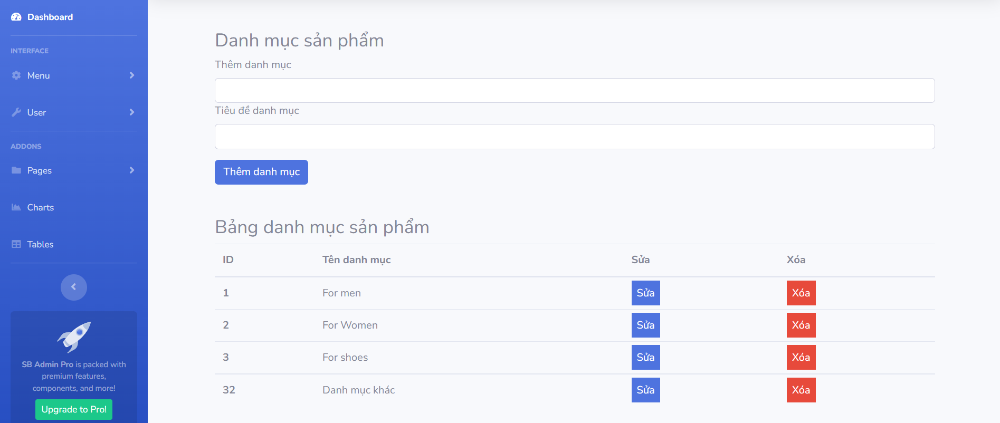 Dashboard
INTERFACE
Menu
User
ADDONS
Pages
Charts
Tables
SB Admin Pro is packed with
premium features,
components, and more!
Upgrade to Pro!
Danh mục sản phẩm
Thêm danh mục
Tiêu đề danh mục
Thêm danh mục
Bảng danh mục sản phẩm
ID Tên danh mục Sửa Xóa
1 For men Sửa Xóa
2 For Women Sửa Xóa
3 For shoes Sửa Xóa
32 Danh mục khác Sửa Xóa